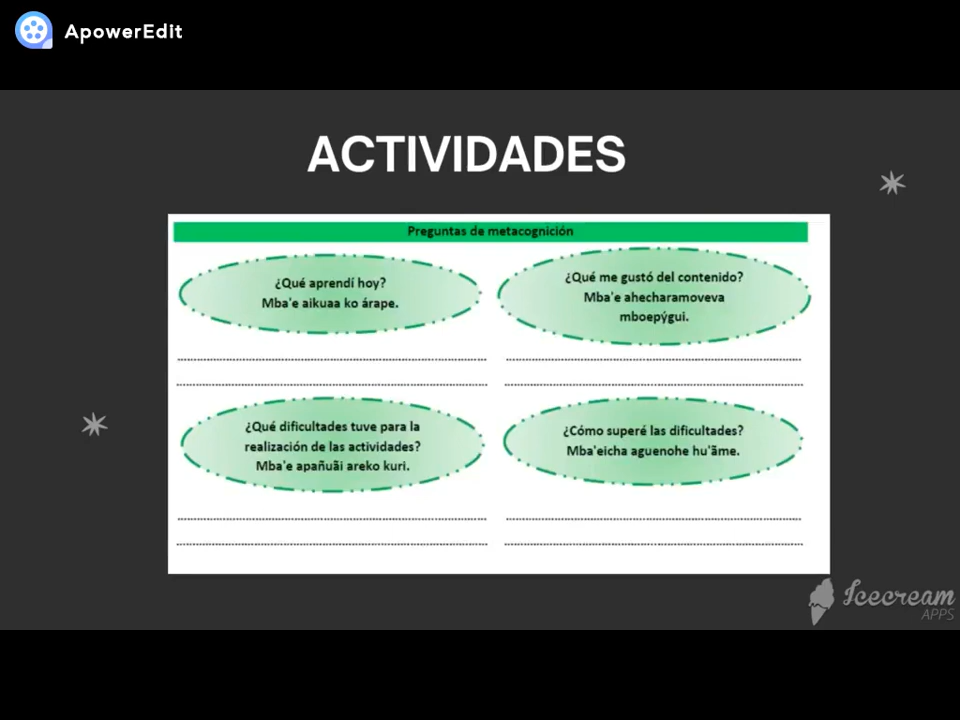 ApowerEdit
ACTIVIDADES
Preguntas de metacognición
¿Qué aprendí hoy?
Mba'e aikuaa ko árape.
¿Qué me gustó del contenido?
Mba'e ahecharamoveva
mboepýgui.
¿Qué dificultades tuve para la
realización de las actividades?
Mba'e apañuãi areko kuri.
¿Cómo superé las dificultades?
Mba'eicha aguenohe hu'ãme.
Icecream
APPS